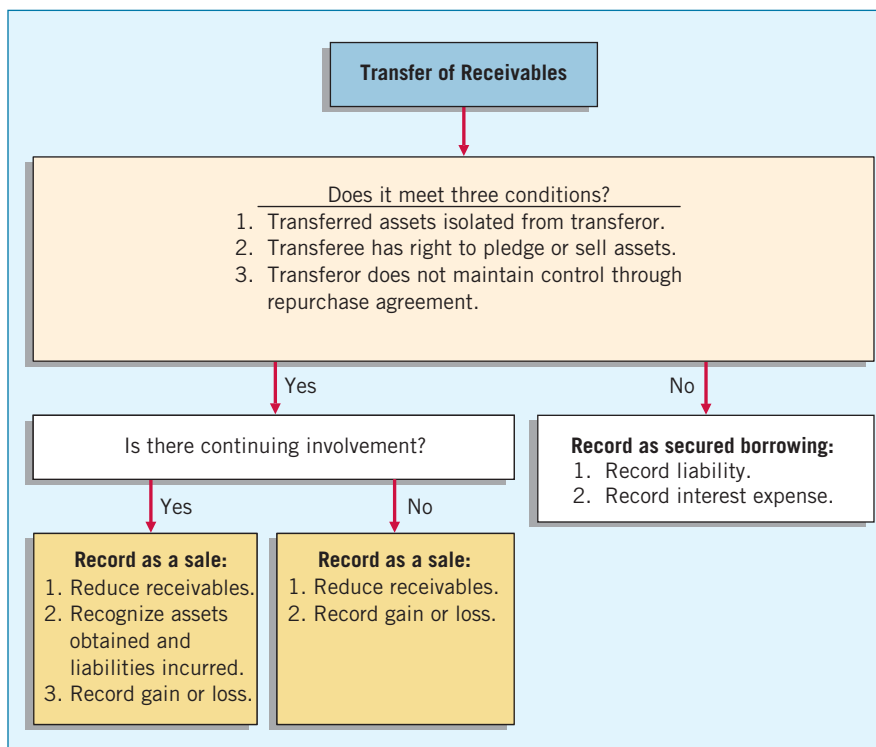 Transfer of Receivables
Does it meet three conditions?
1. Transferred assets isolated from transferor.
2. Transferee has right to pledge or sell assets.
3. Transferor does not maintain control through
repurchase agreement.
Yes
No
Is there continuing involvement?
Record as secured borrowing:
1. Record liability.
2. Record interest expense.
Yes
No
Record as a sale:
1. Reduce receivables.
2. Recognize assets
obtained and
liabilities incurred.
3. Record gain or loss.
Record as a sale:
1. Reduce receivables.
2. Record gain or loss.